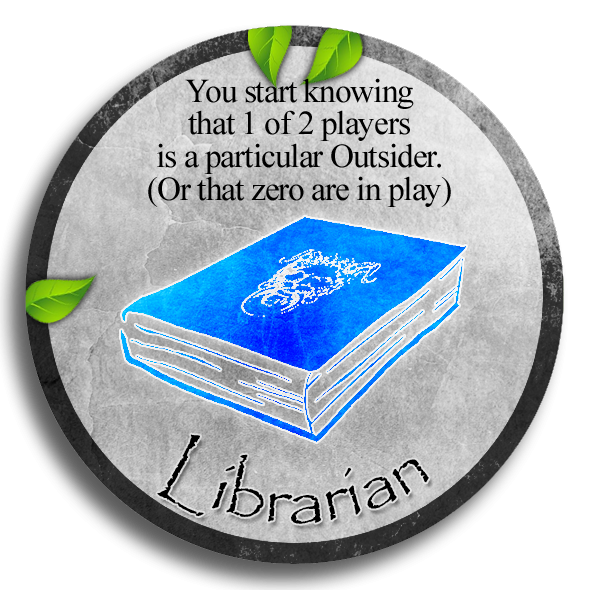 You start knowing
that 1 of 2 players
is a particular Outsider.
(Or that zero are in play)
Librarian